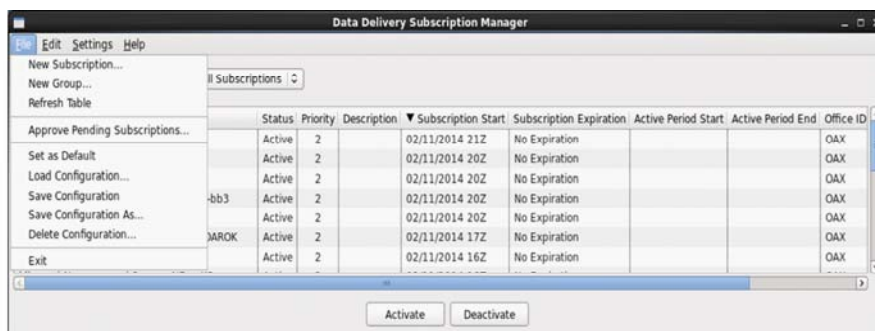 Data Delivery Subscription Manager
File Edit Settings Help
New Subscription...
New Group...
Refresh Table
Approve Pending Subscriptions...
Set as Default
Load Configuration...
Save Configuration
Save Configuration As...
Delete Configuration...
Exit
ll Subscriptions
Status Priority Description ▼ Subscription Start Subscription Expiration Active Period Start Active Period End Office ID
Active 2 02/11/2014 21Z No Expiration OAX
Active 2 02/11/2014 20Z No Expiration OAX
Active 2 02/11/2014 20Z No Expiration OAX
-bb3 Active 2 02/11/2014 20Z No Expiration OAX
Active 2 02/11/2014 20Z No Expiration OAX
DAROK Active 2 02/11/2014 17Z No Expiration OAX
Active 2 02/11/2014 16Z No Expiration OAX
Activate Deactivate